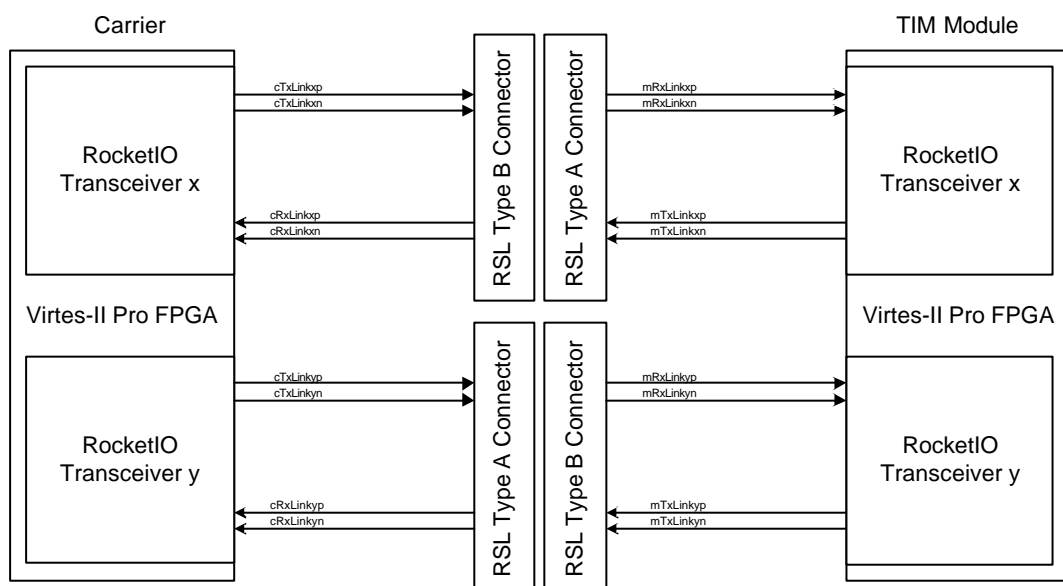 Carrier
TIM Module
cTxLinkxp
cTxLinkxn
mRxLinkxp
mRxLinkxn
RocketIO
Transceiver x
RSL Type B Connector
RSL Type A Connector
RocketIO
Transceiver x
cRxLinkxp
cRxLinkxn
mTxLinkxp
mTxLinkxn
Virtes-II Pro FPGA
Virtes-II Pro FPGA
cTxLinkyp
cTxLinkyn
mRxLinkyp
mRxLinkyn
RocketIO
Transceiver y
RSL Type A Connector
RSL Type B Connector
RocketIO
Transceiver y
cRxLinkyp
cRxLinkyn
mTxLinkyp
mTxLinkyn